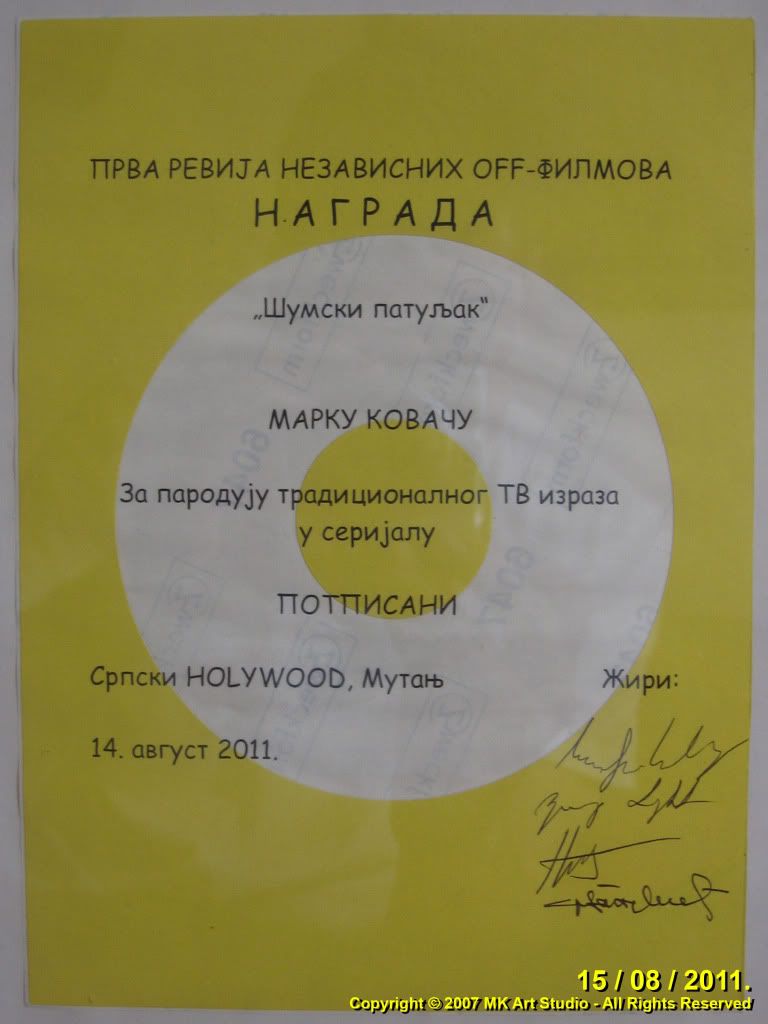 ПРВА РЕВИЈА НЕЗАВИСНИХ OFF-ФИЛМОВА
Н А Г Р А Д А
„Шумски патуљак“
МАРКУ КОВАЧУ
За пародују традиционалног ТВ израза
у серијалу
ПОТПИСАНИ
Српски HOLYWOOD, Мутањ
Жири:
14. август 2011.
15 / 08 / 2011.
Copyright © 2007 MK Art Studio - All Rights Reserved